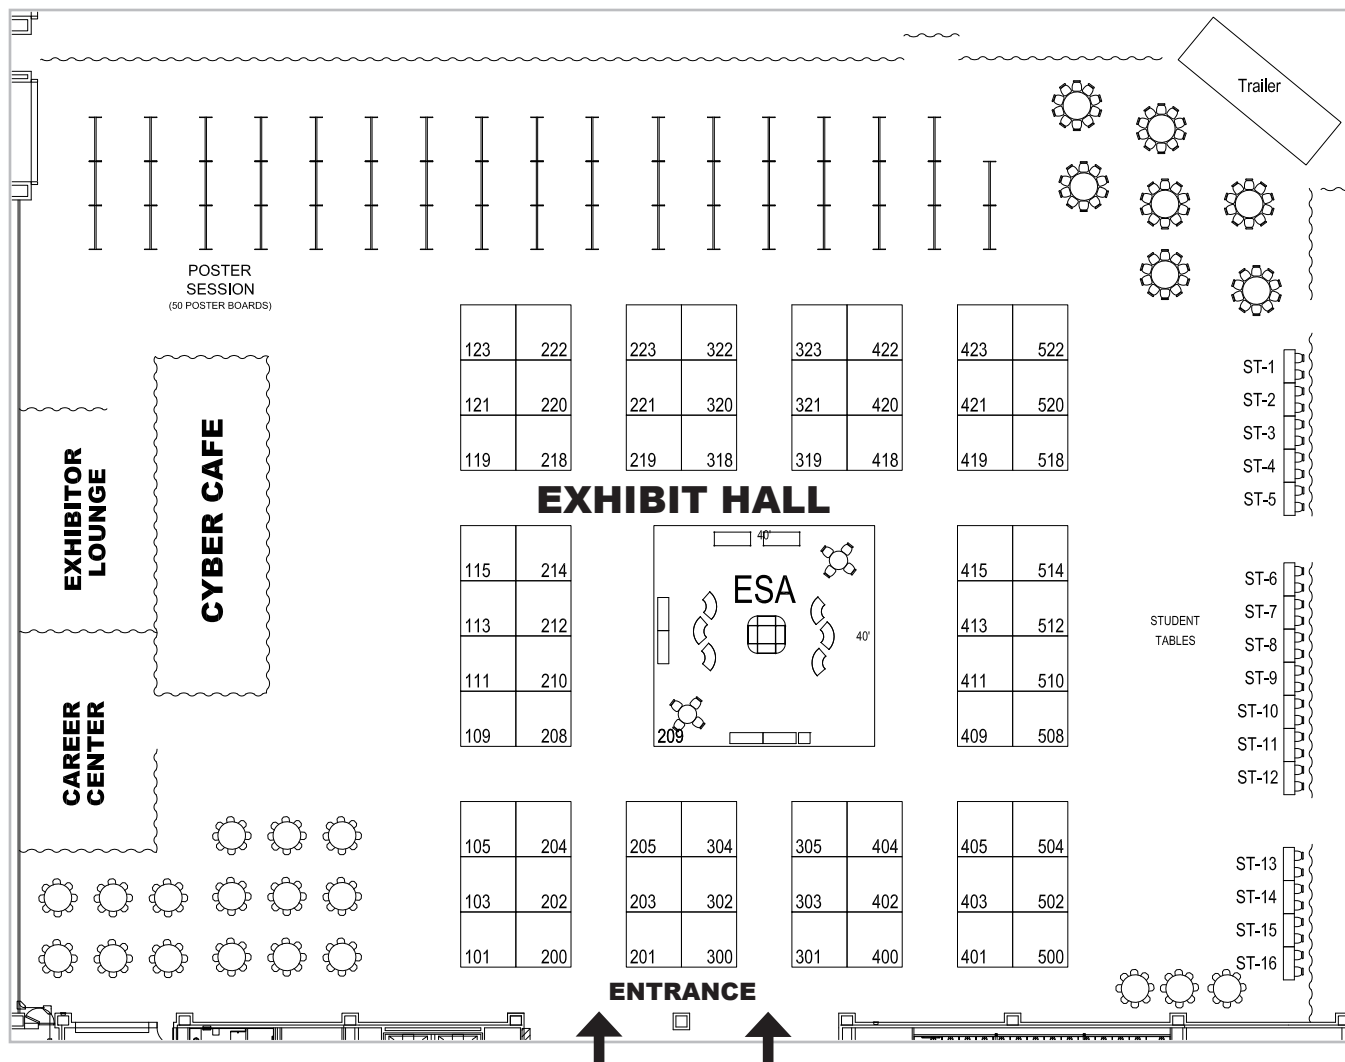 Trailer
POSTER
SESSION
(50 POSTER BOARDS)
123 222 223 322 323 422 423 522
ST-1
121 220 221 320 321 420 421 520
ST-2
ST-3
119 218 219 318 319 418 419 518
ST-4
ST-5
EXHIBITOR
LOUNGE
CYBER CAFE
EXHIBIT HALL
40'
115 214 415 514
ESA
ST-6
ST-7
113 212 413 512
STUDENT
TABLES
40'
ST-8
111 210 411 510
ST-9
ST-10
109 208 209 409 508
ST-11
ST-12
CAREER
CENTER
105 204 205 304 305 404 405 504
ST-13
103 202 203 302 303 402 403 502
ST-14
ST-15
101 200 201 300 301 400 401 500
ST-16
ENTRANCE